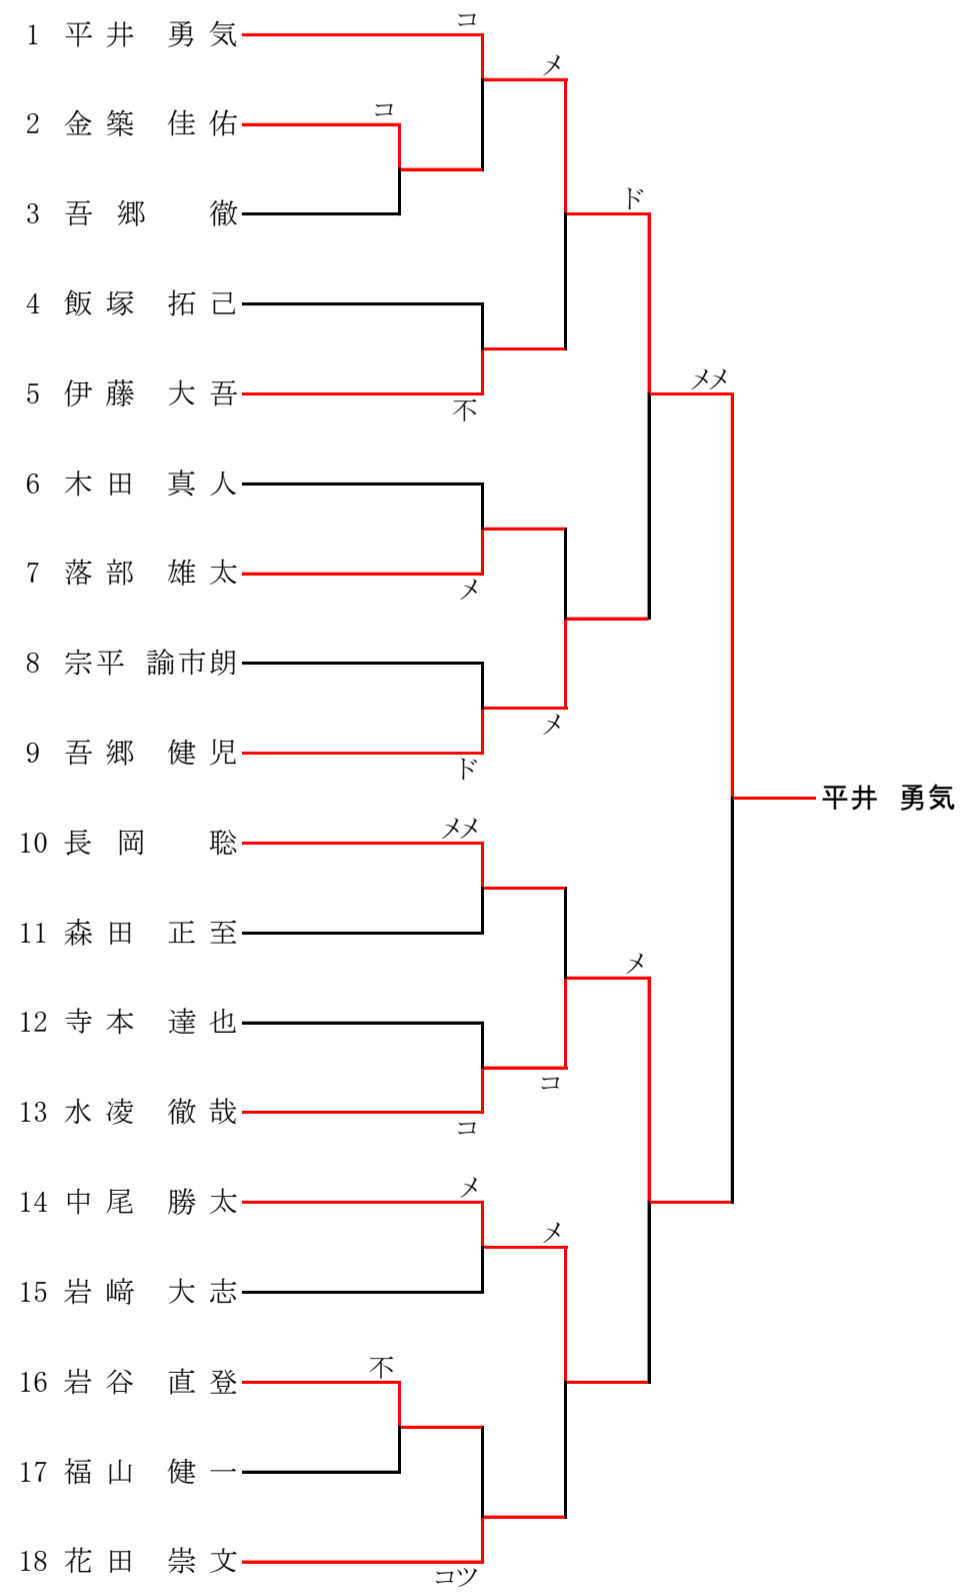 コ
1 平井 勇気
メ
コ
2 金築 佳佑
ド
3 吾郷 徹
4 飯塚 拓己
メメ
5 伊藤 大吾
不
6 木田 真人
7 落部 雄太
メ
8 宗平 諭市朗
メ
9 吾郷 健児
ド
平井 勇気
メメ
10 長岡 聡
11 森田 正至
メ
12 寺本 達也
コ
13 水凌 徹哉
コ
メ
14 中尾 勝太
メ
15 岩﨑 大志
不
16 岩谷 直登
17 福山 健一
18 花田 崇文
コツ